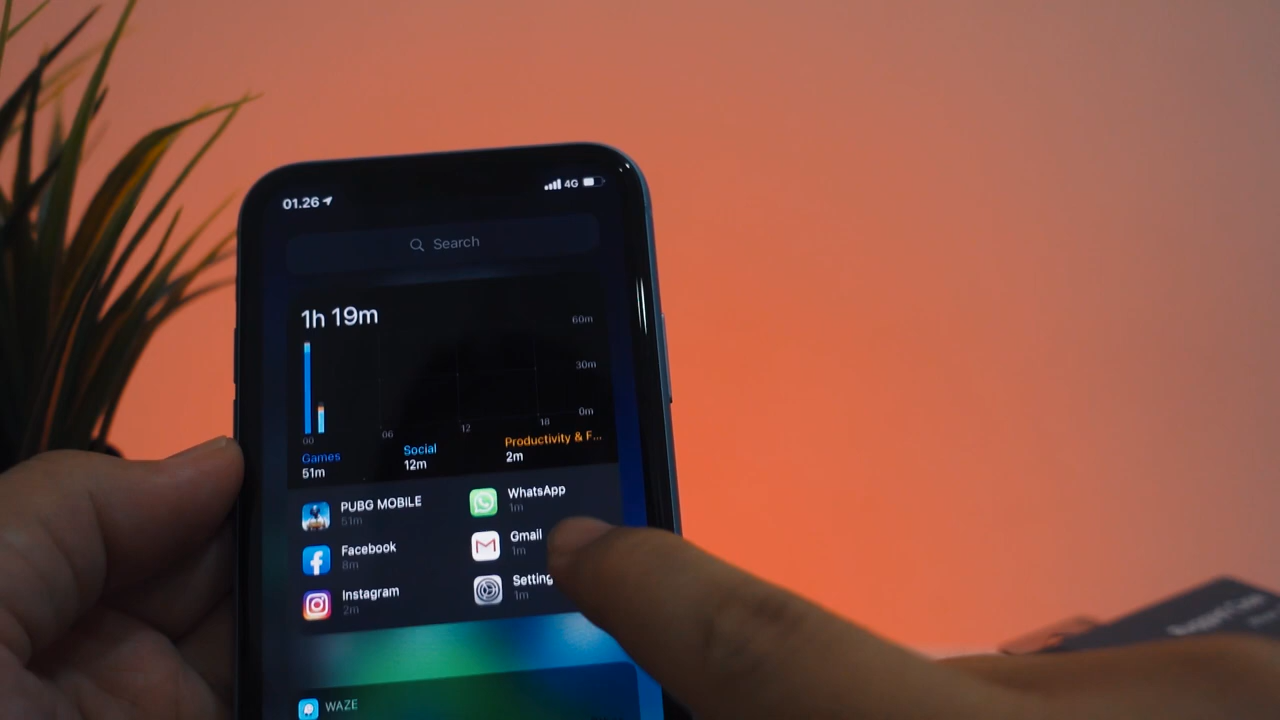 01.26
4G
Search
1h 19m
60m
30m
0m
00 06 12 18
Games Social Productivity & F...
51m 12m 2m
PUBG MOBILE
51m
WhatsApp
1m
Facebook
8m
Gmail
1m
Instagram
2m
Setting
1m
WAZE